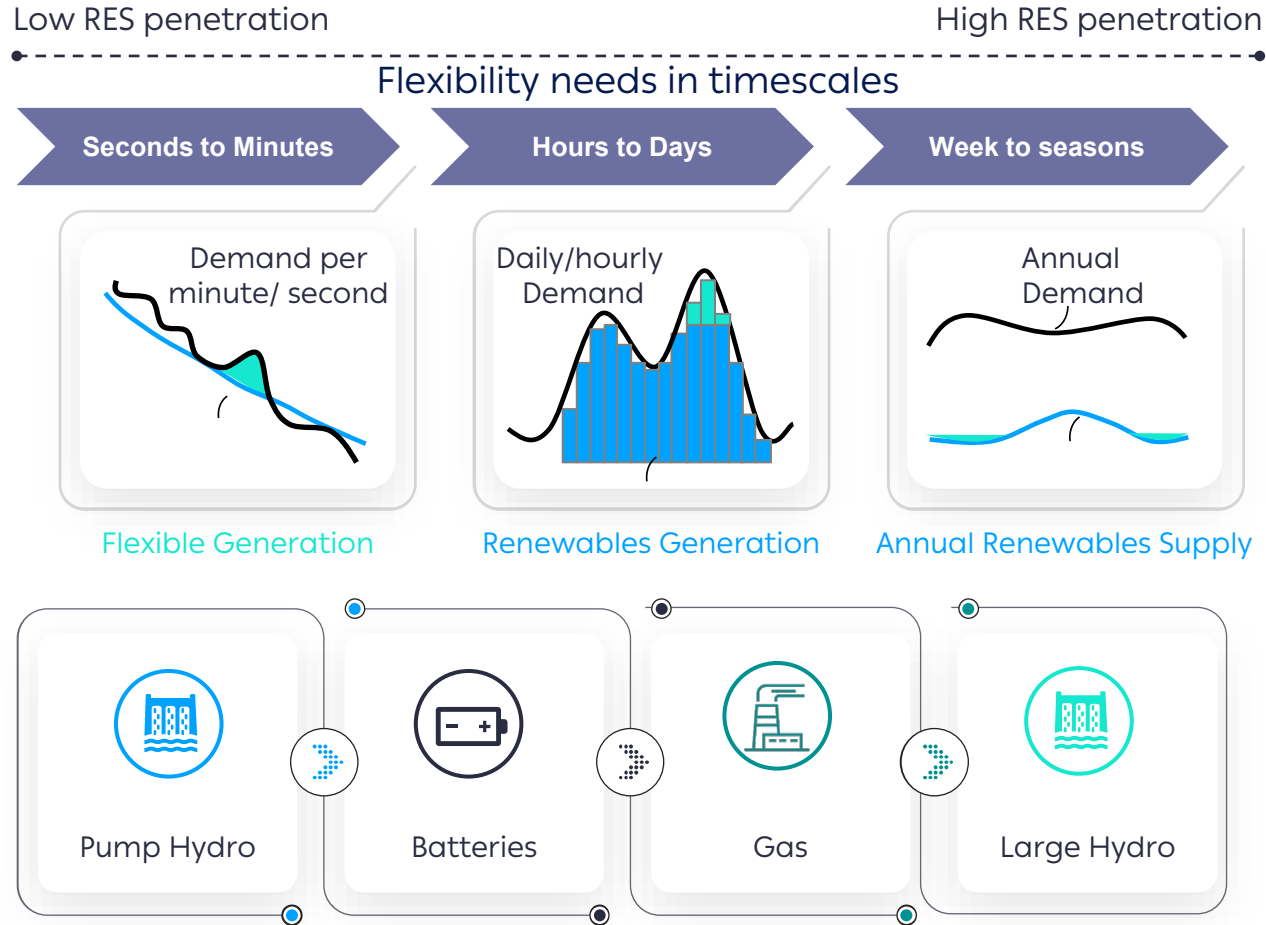 Low RES penetration
High RES penetration
Flexibility needs in timescales
Seconds to Minutes
Hours to Days
Week to seasons
Demand per
minute/ second
Daily/hourly
Demand
Annual
Demand
Flexible Generation
Renewables Generation
Annual Renewables Supply
Pump Hydro
Batteries
Gas
Large Hydro